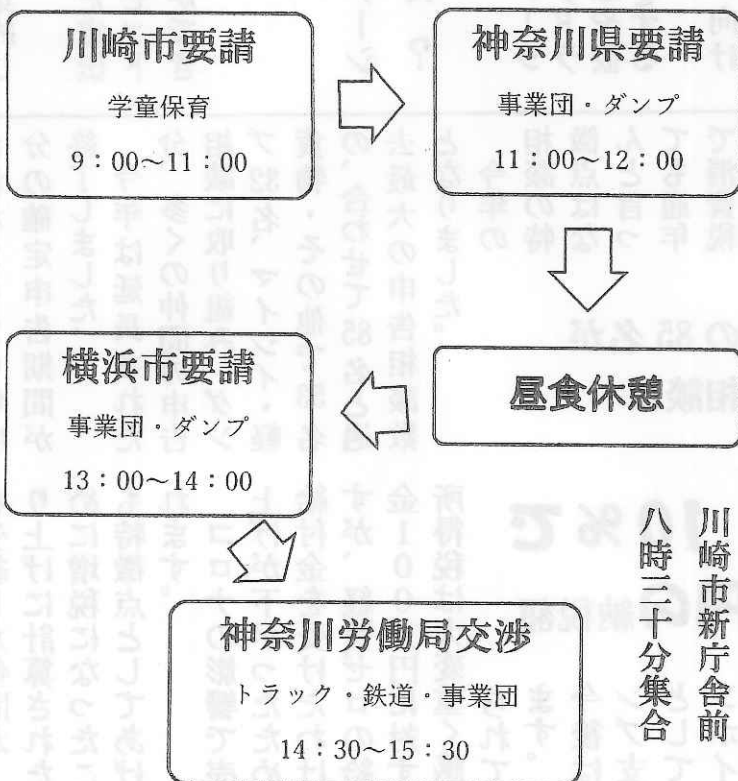 川崎市要請
学童保育
9：00～11：00
神奈川県要請
事業団・ダンプ
11：00～12：00
昼食休憩
横浜市要請
事業団・ダンプ
13：00～14：00
神奈川労働局交渉
トラック・鉄道・事業団
14：30～15：30
川崎市新庁舎前
八時三十分集合